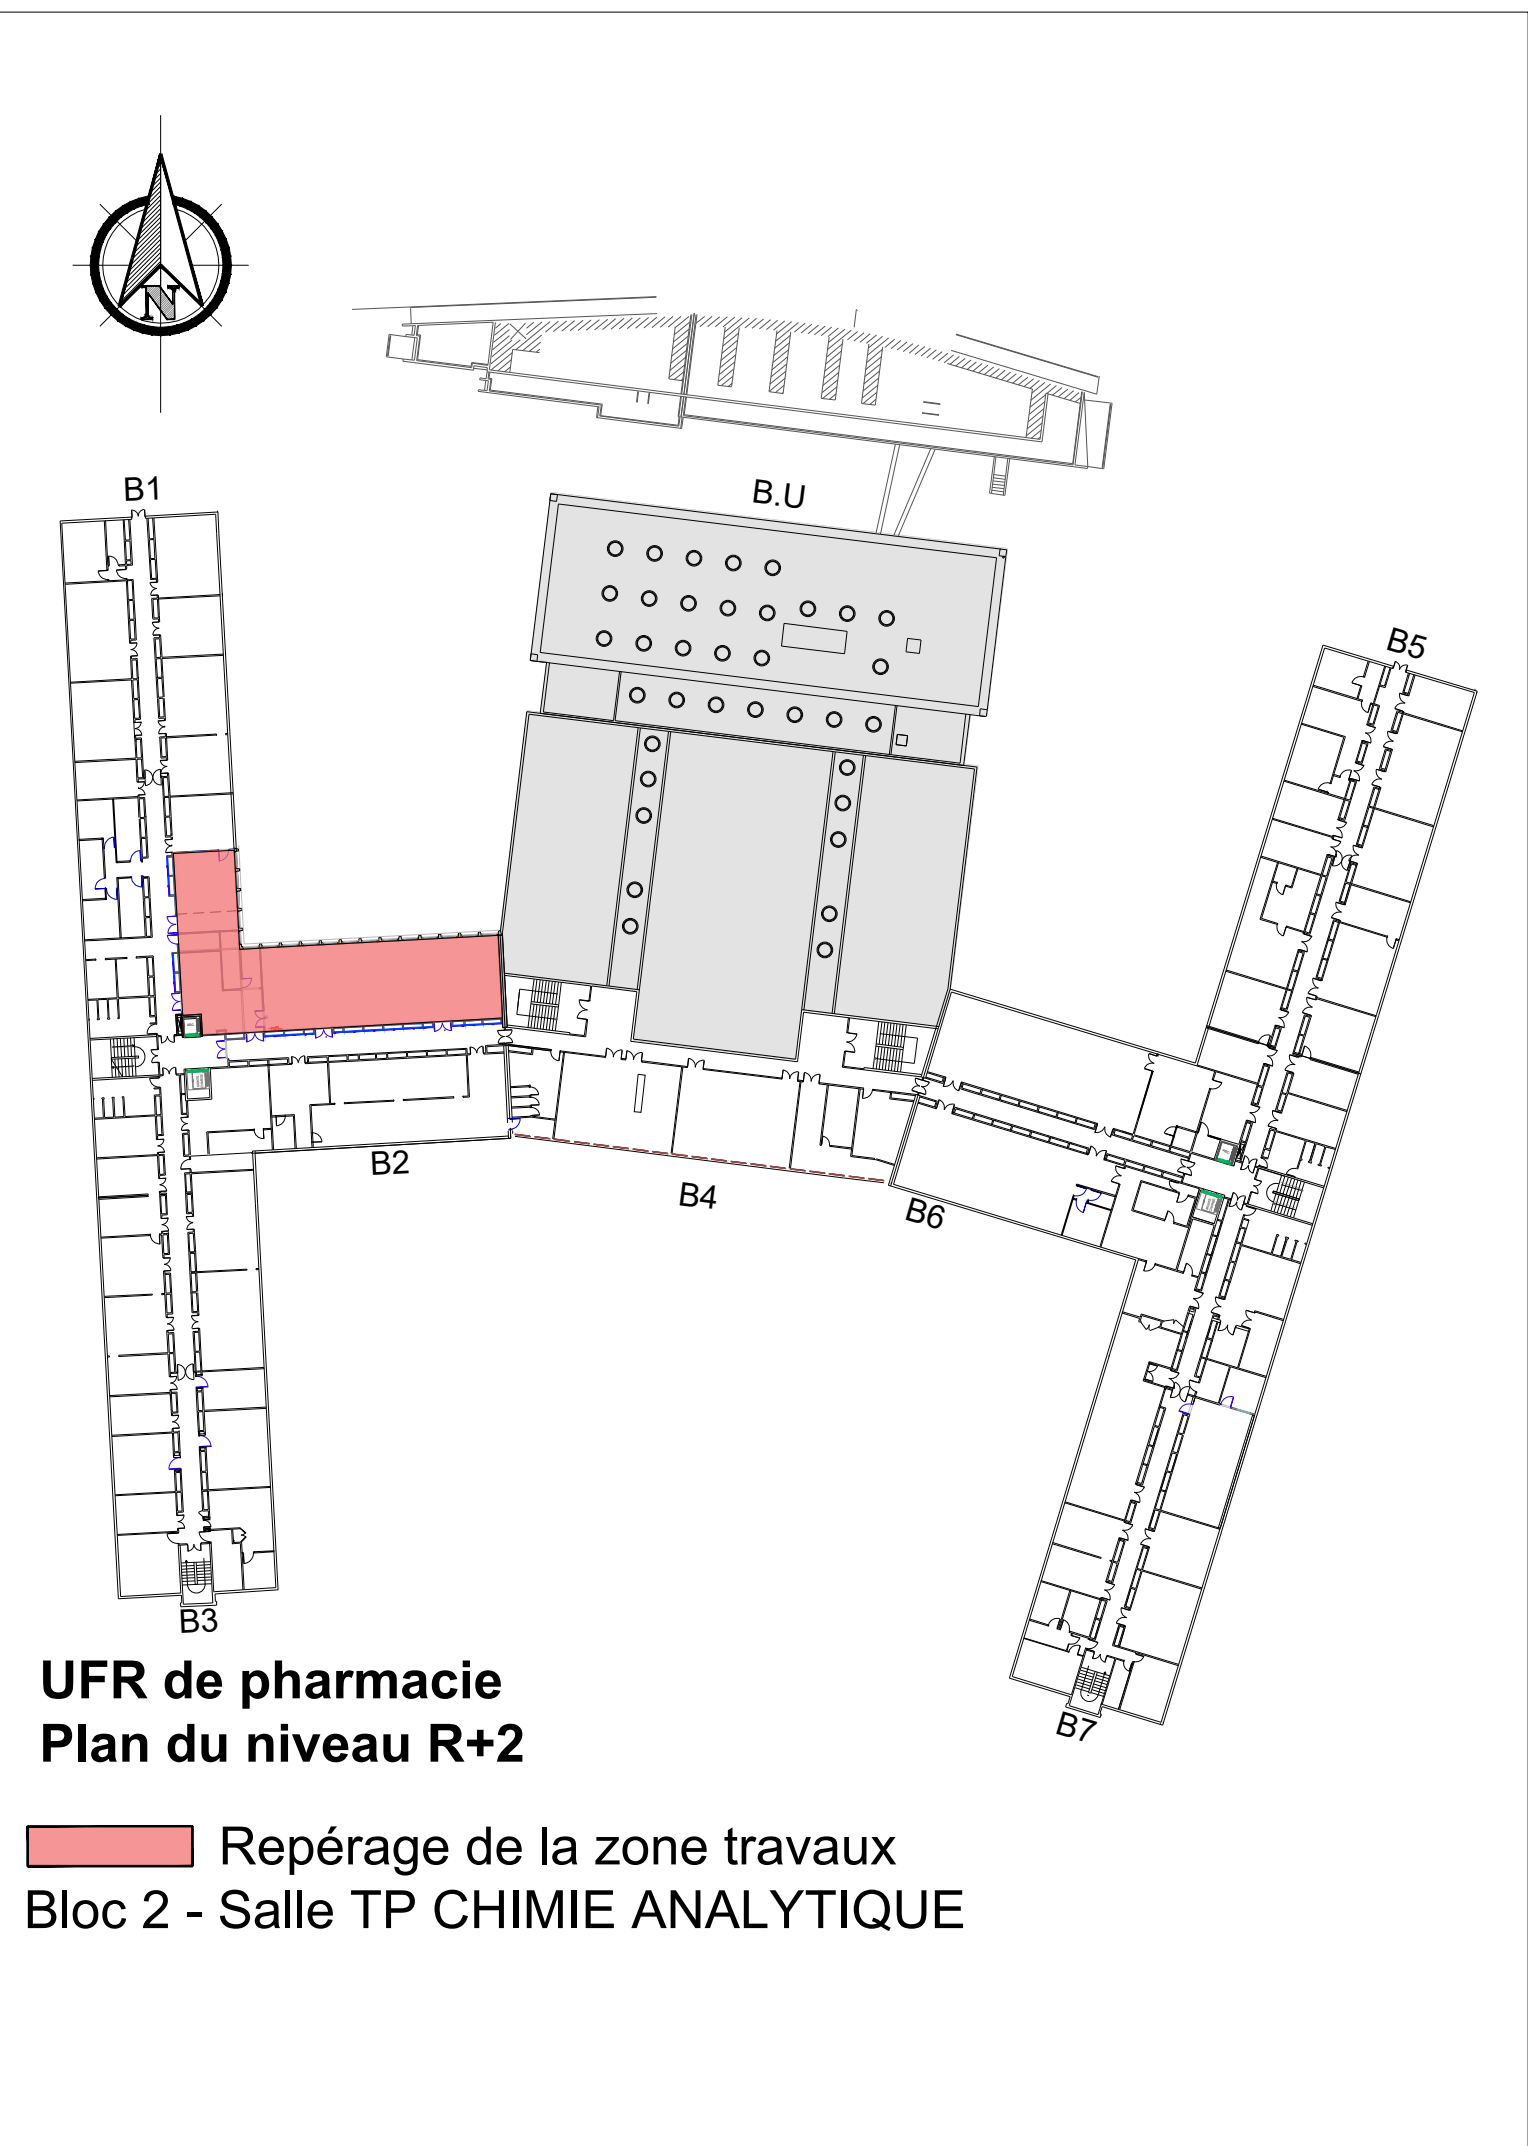 N
B.U
B1
B5
B2
B4
B6
B3
B7
UFR de pharmacie
Plan du niveau R+2
Repérage de la zone travaux
Bloc 2 - Salle TP CHIMIE ANALYTIQUE